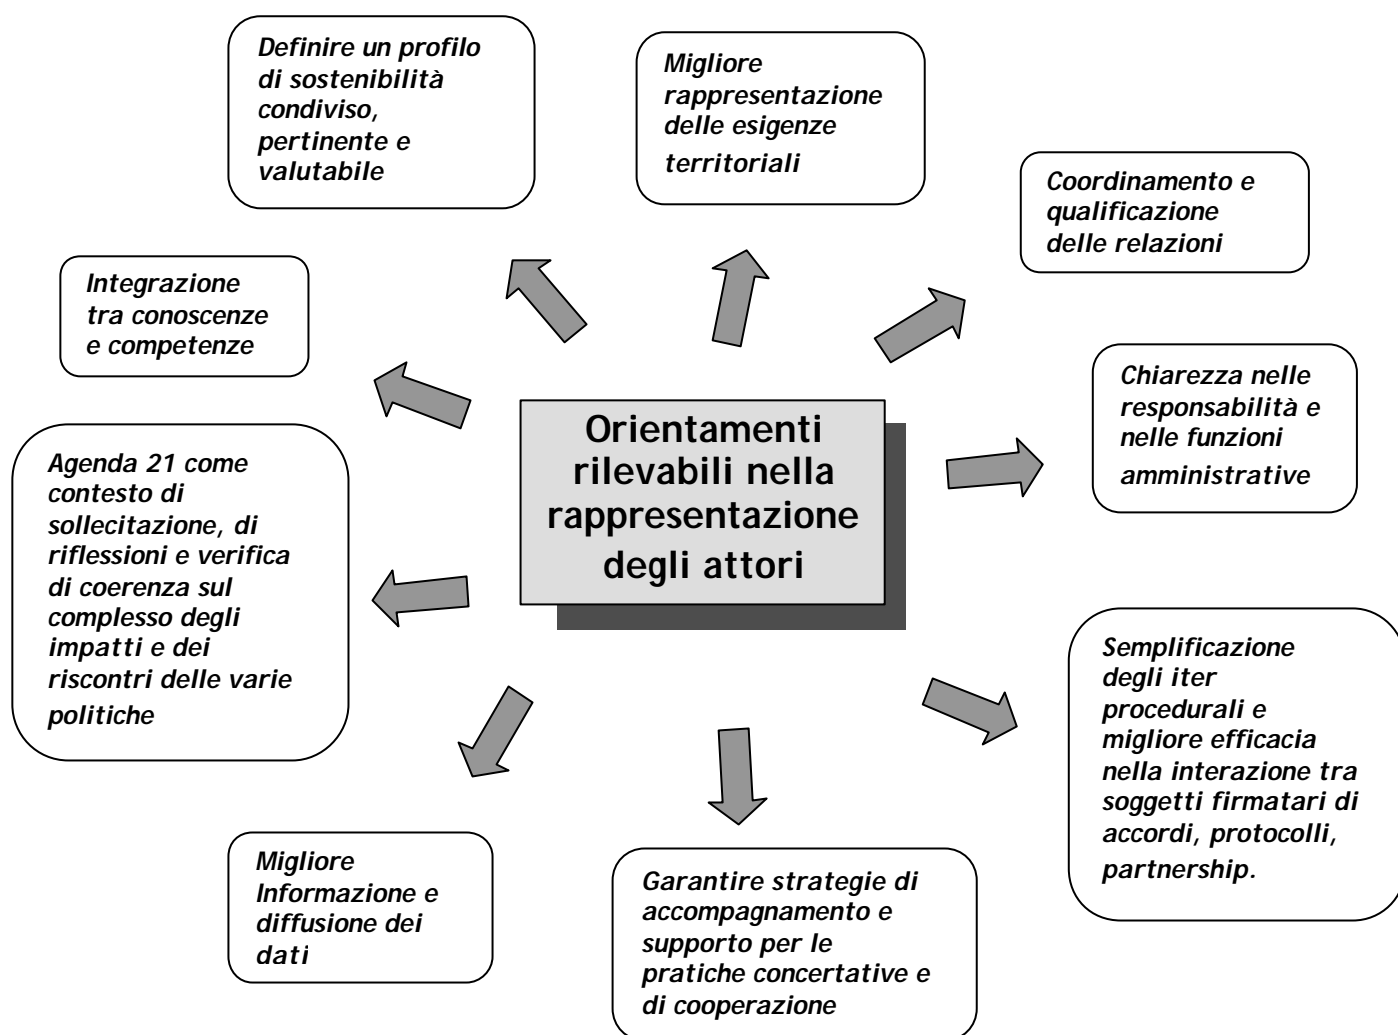 Definire un profilo
di sostenibilità
condiviso,
pertinente e
valutabile
Migliore
rappresentazione
delle esigenze
territoriali
Coordinamento e
qualificazione
delle relazioni
Integrazione
tra conoscenze
e competenze
Chiarezza nelle
responsabilità e
nelle funzioni
amministrative
Orientamenti
rilevabili nella
rappresentazione
degli attori
Agenda 21 come
contesto di
sollecitazione, di
riflessioni e verifica
di coerenza sul
complesso degli
impatti e dei
riscontri delle varie
politiche
Semplificazione
degli iter
procedurali e
migliore efficacia
nella interazione tra
soggetti firmatari di
accordi, protocolli,
partnership.
Migliore
Informazione e
diffusione dei
dati
Garantire strategie di
accompagnamento e
supporto per le
pratiche concertative e
di cooperazione